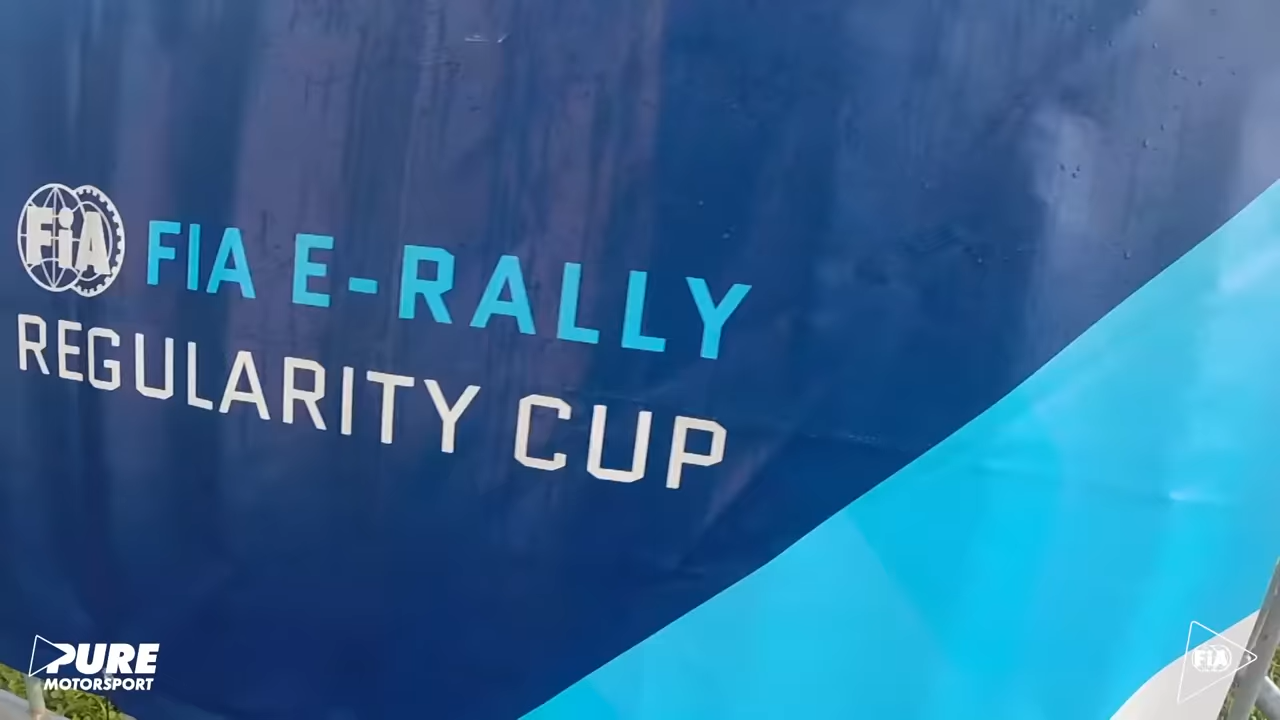 FIA FIA E-RALLY
REGULARITY CUP
PURE
MOTORSPORT
FIA